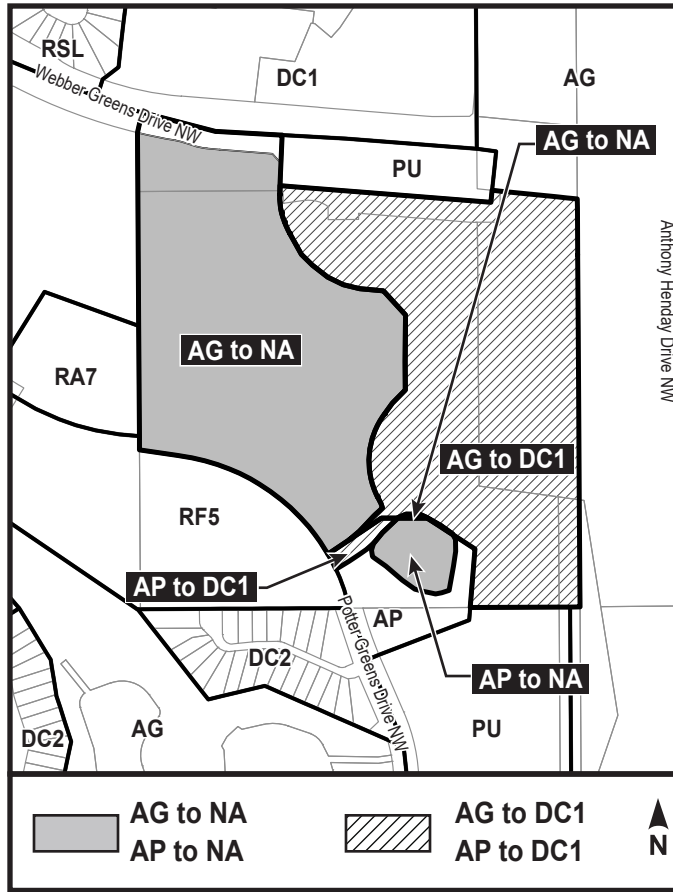 RSL
DC1
AG
Webber Greens Drive NW
AG to NA
PU
Anthony Henday Drive NW
AG to NA
RA7
AG to DC1
RF5
AP to DC1
AP
Potter Greens Drive NW
DC2
AP to NA
DC2
AG
PU
AG to NA
AP to NA
AG to DC1
AP to DC1
N